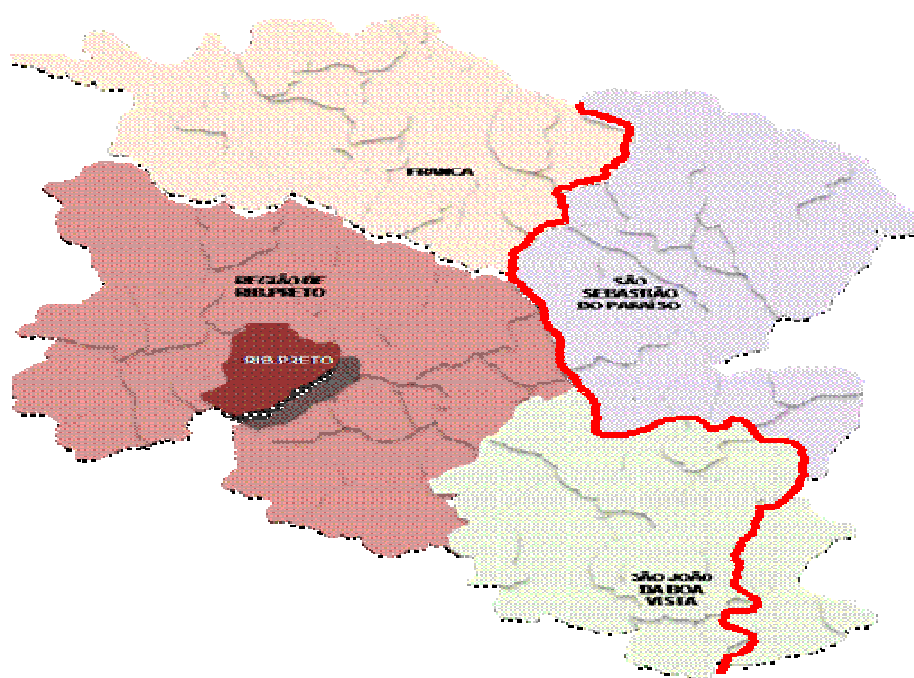 FRANCA
REGIÃO DE
RIB.PRETO
SÃO
SEBASTIÃO
DO PARAÍSO
RIB.PRETO
SÃO JOÃO
DA BOA
VISTA